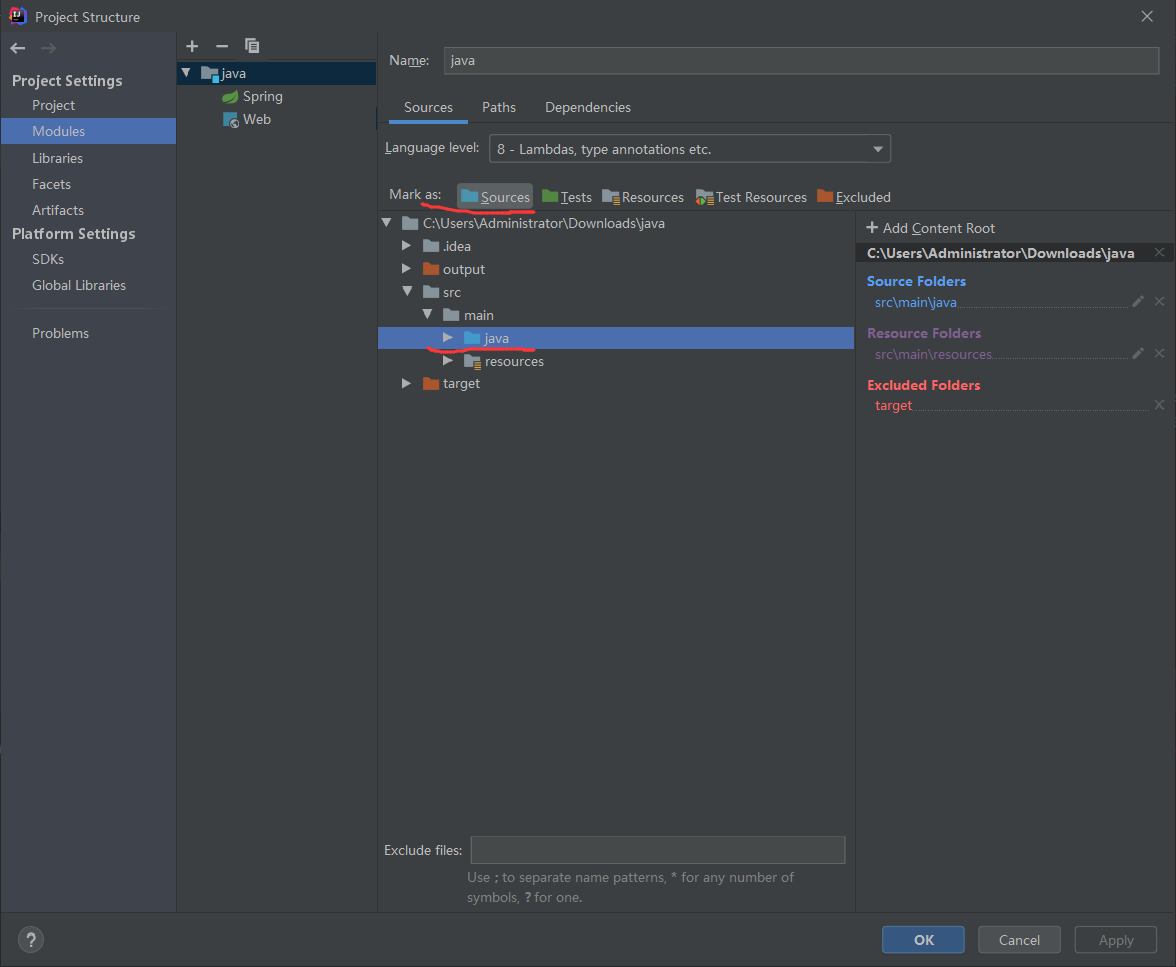 Project Structure
Project Settings
Project
Modules
Libraries
Facets
Artifacts
Platform Settings
SDKs
Global Libraries
Problems
java
Spring
Web
Name: java
Sources Paths Dependencies
Language level: 8 - Lambdas, type annotations etc.
Mark as: Sources Tests Resources Test Resources Excluded
C:\Users\Administrator\Downloads\java
.idea
output
src
main
java
resources
target
+ Add Content Root
C:\Users\Administrator\Downloads\java
Source Folders
src\main\java
Resource Folders
src\main\resources
Excluded Folders
target
Exclude files:
Use ; to separate name patterns, * for any number of
symbols, ? for one.
? OK Cancel Apply